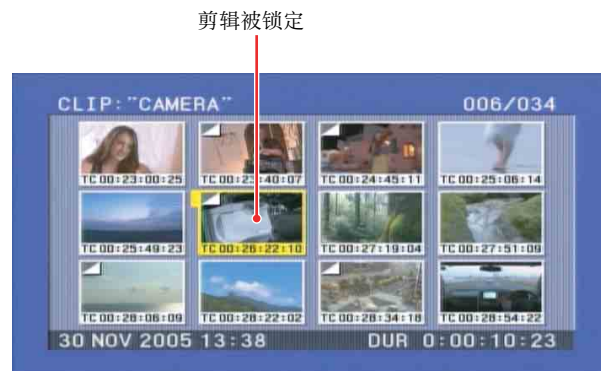 剪辑被锁定
CLIP:"CAMERA" 006/034
TC 00:23:00:25 TC 00:23:40:07 TC 00:24:45:11 TC 00:25:06:14
TC 00:25:49:23 TC 00:26:22:10 TC 00:27:19:04 TC 00:27:51:09
TC 00:28:06:09 TC 00:28:22:02 TC 00:28:34:18 TC 00:28:54:22
30 NOV 2005 13:38 DUR 0:00:10:23